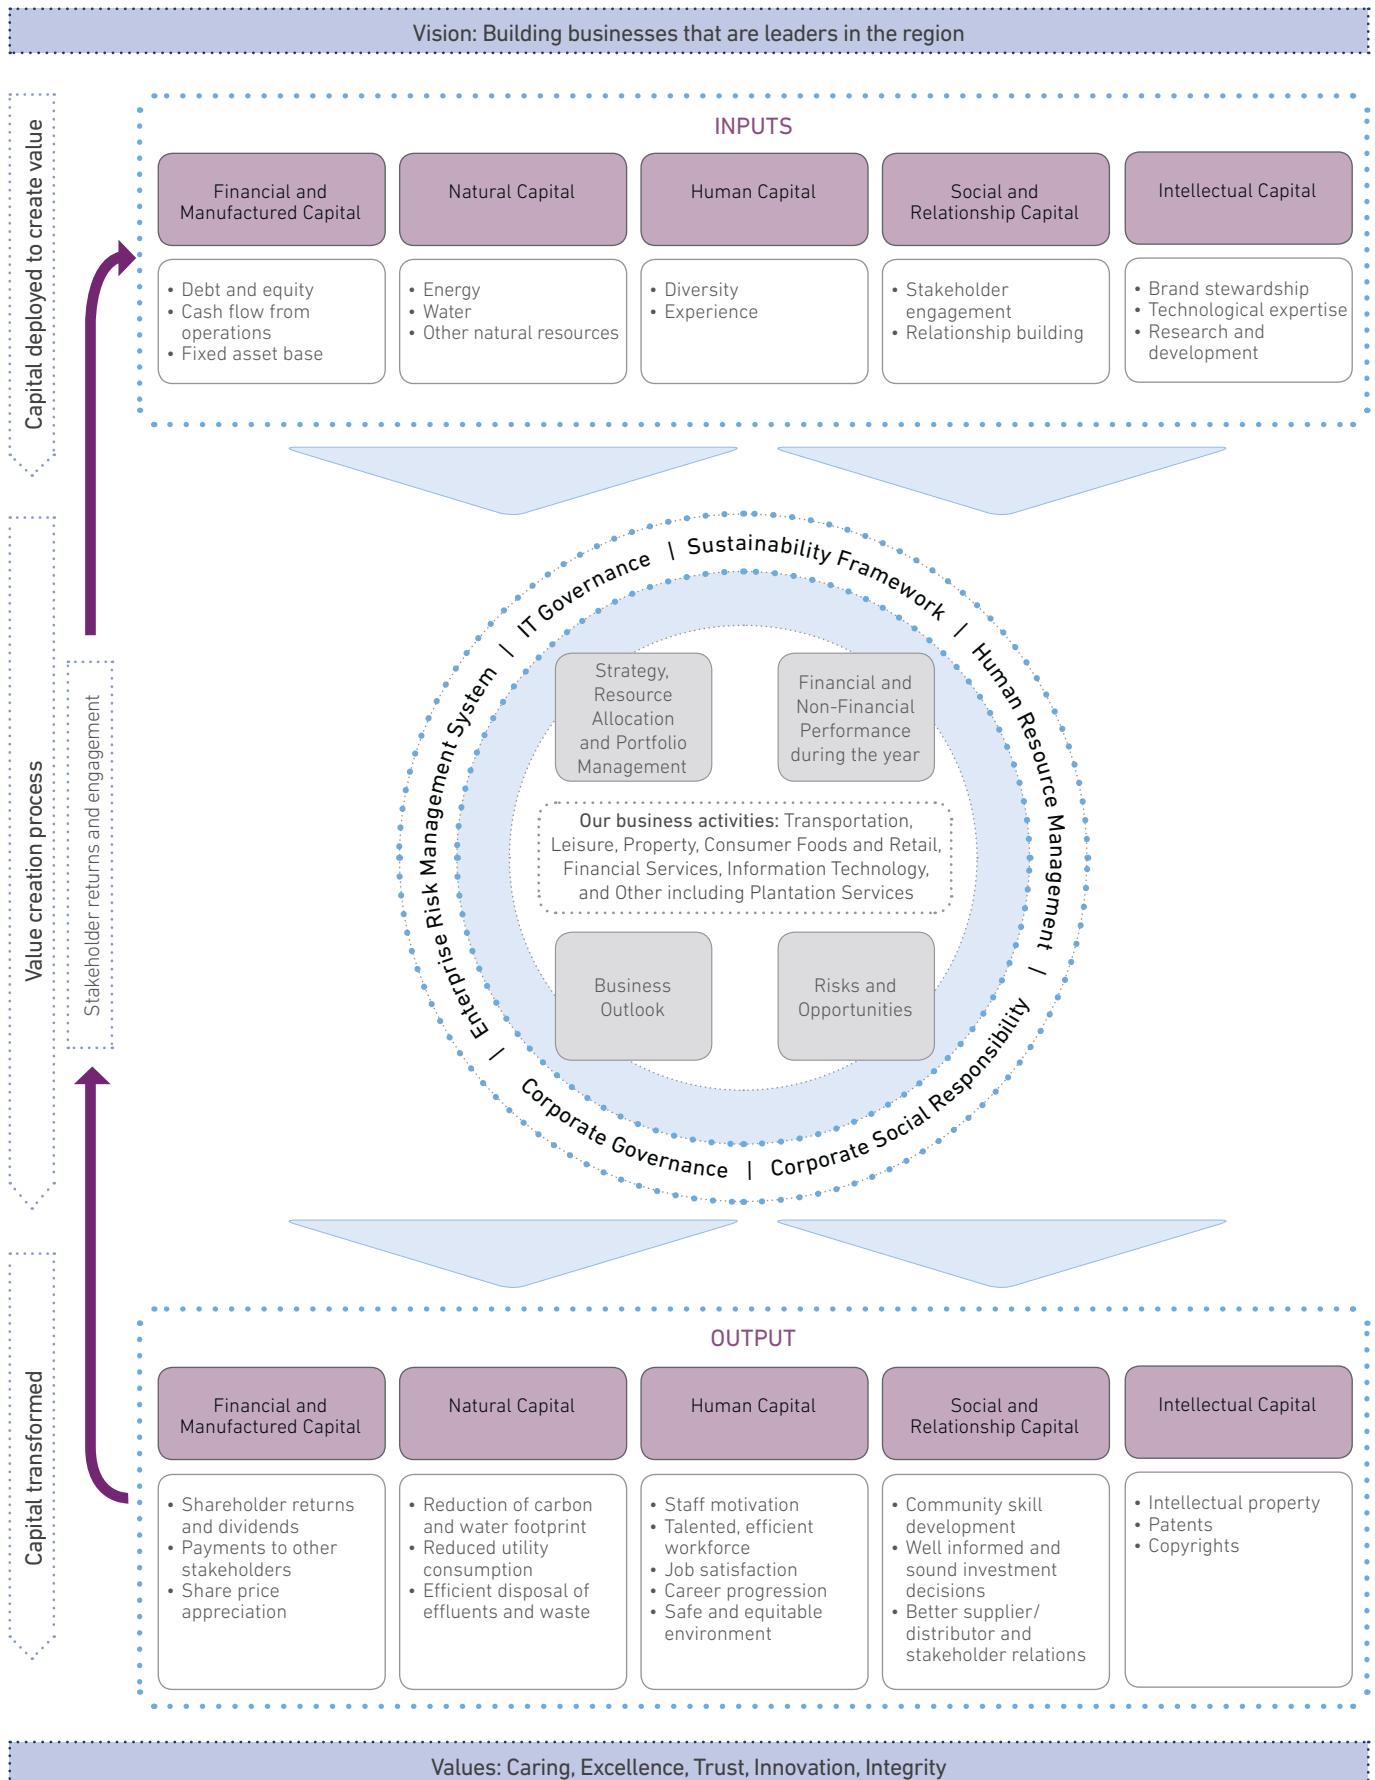 Vision: Building businesses that are leaders in the region
Capital deployed to create value
INPUTS
Financial and
Manufactured Capital
• Debt and equity
• Cash flow from
operations
• Fixed asset base
Natural Capital
• Energy
• Water
• Other natural resources
Human Capital
• Diversity
• Experience
Social and
Relationship Capital
• Stakeholder
engagement
• Relationship building
Intellectual Capital
• Brand stewardship
• Technological expertise
• Research and
development
Value creation process
Stakeholder returns and engagement
| Enterprise Risk Management System | IT Governance | Sustainability Framework | Human Resource Management |
Corporate Governance | Corporate Social Responsibility
Strategy,
Resource
Allocation
and Portfolio
Management
Financial and
Non-Financial
Performance
during the year
Our business activities: Transportation,
Leisure, Property, Consumer Foods and Retail,
Financial Services, Information Technology,
and Other including Plantation Services
Business
Outlook
Risks and
Opportunities
Capital transformed
OUTPUT
Financial and
Manufactured Capital
• Shareholder returns
and dividends
• Payments to other
stakeholders
• Share price
appreciation
Natural Capital
• Reduction of carbon
and water footprint
• Reduced utility
consumption
• Efficient disposal of
effluents and waste
Human Capital
• Staff motivation
• Talented, efficient
workforce
• Job satisfaction
• Career progression
• Safe and equitable
environment
Social and
Relationship Capital
• Community skill
development
• Well informed and
sound investment
decisions
• Better supplier/
distributor and
stakeholder relations
Intellectual Capital
• Intellectual property
• Patents
• Copyrights
Values: Caring, Excellence, Trust, Innovation, Integrity